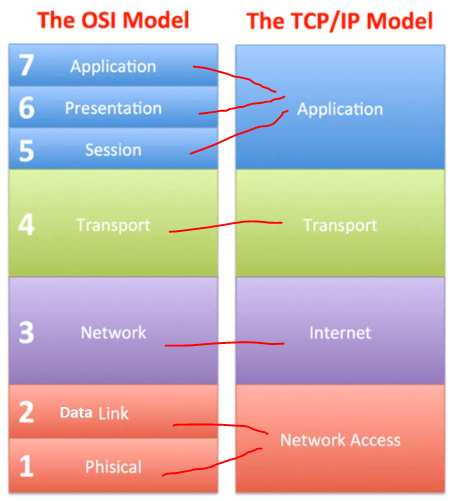 The OSI Model
7 Application
6 Presentation
5 Session
4 Transport
3 Network
2 Data Link
1 Phisical
The TCP/IP Model
Application
Transport
Internet
Network Access